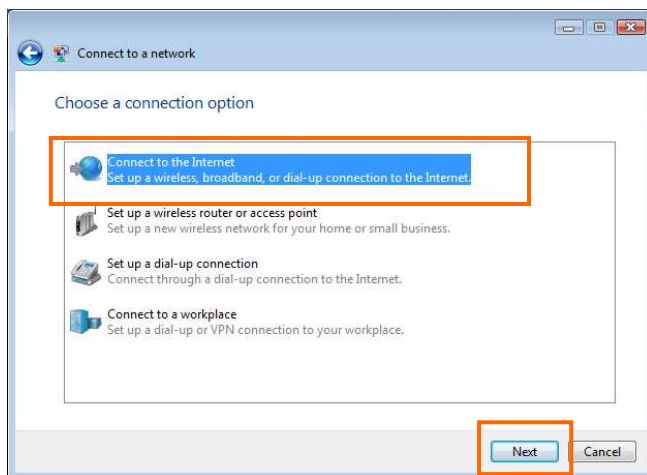 Connect to a network
Choose a connection option
Connect to the Internet
Set up a wireless, broadband, or dial-up connection to the Internet.
Set up a wireless router or access point
Set up a new wireless network for your home or small business.
Set up a dial-up connection
Connect through a dial-up connection to the Internet.
Connect to a workplace
Set up a dial-up or VPN connection to your workplace.
Next Cancel